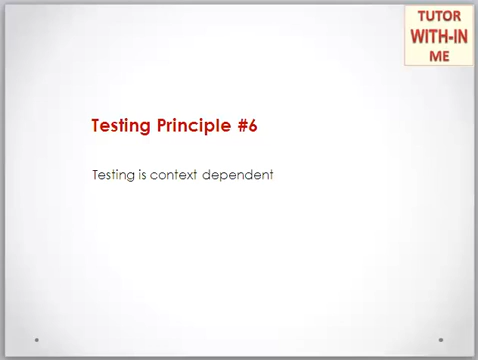 TUTOR
WITH-IN
ME
Testing Principle #6
Testing is context dependent